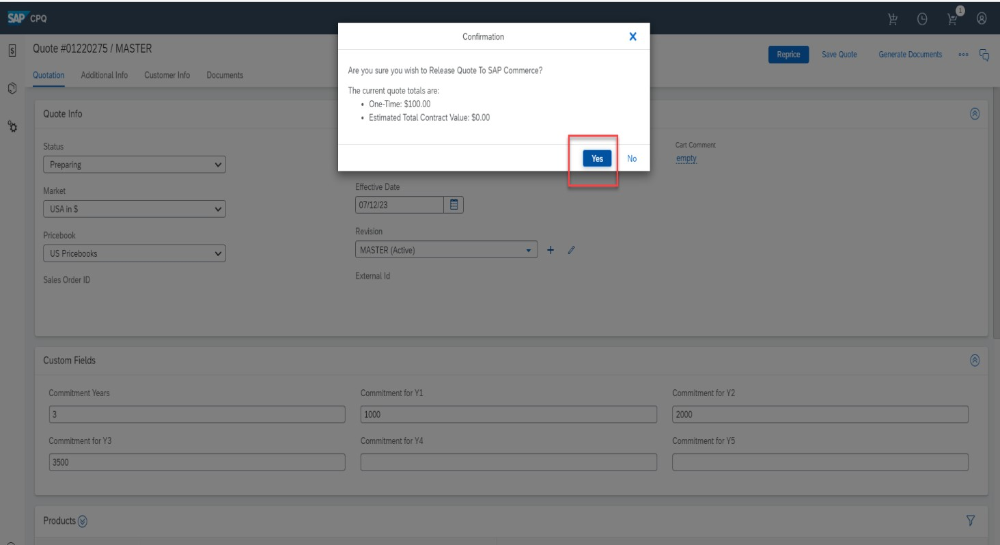 SAP CPQ
1
Quote #01220275 / MASTER
Reprice Save Quote Generate Documents
Quotation Additional Info Customer Info Documents
Confirmation
Are you sure you wish to Release Quote To SAP Commerce?
The current quote totals are:
• One-Time: $100.00
• Estimated Total Contract Value: $0.00
Yes No
Quote Info
Status
Preparing
Market
USA in $
Pricebook
US Pricebooks
Sales Order ID
Effective Date
07/12/23
Revision
MASTER (Active)
External Id
Cart Comment
empty
Custom Fields
Commitment Years Commitment for Y1 Commitment for Y2
3 1000 2000
Commitment for Y3 Commitment for Y4 Commitment for Y5
3500
Products